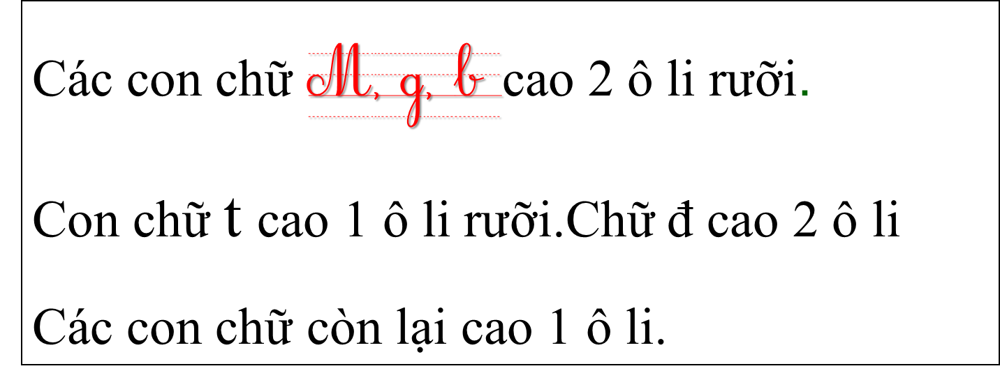 Các con chữ M, g, b cao 2 ô li rưỡi.
Con chữ t cao 1 ô li rưỡi.Chữ đ cao 2 ô li
Các con chữ còn lại cao 1 ô li.